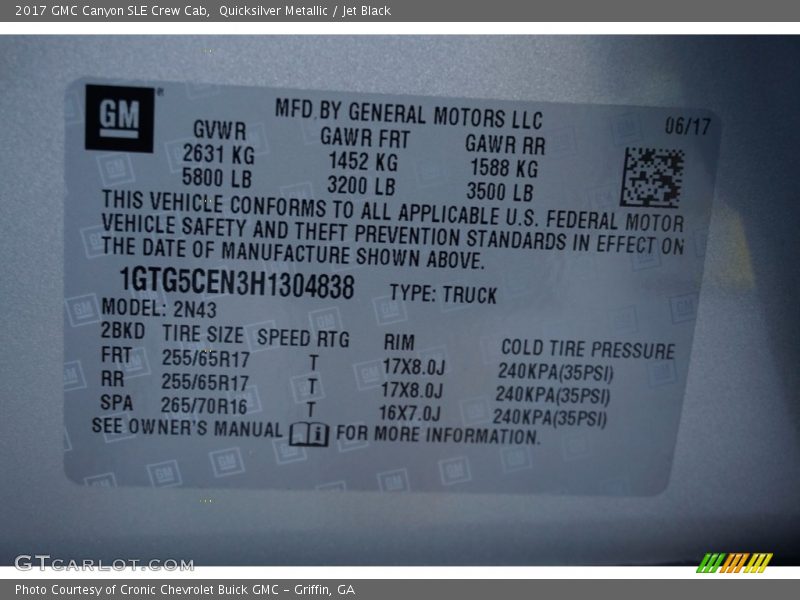 2017 GMC Canyon SLE Crew Cab, Quicksilver Metallic / Jet Black
GM
MFD BY GENERAL MOTORS LLC
06/17
GVWR GAWR FRT GAWR RR
2631 KG 1452 KG 1588 KG
5800 LB 3200 LB 3500 LB
THIS VEHICLE CONFORMS TO ALL APPLICABLE U.S. FEDERAL MOTOR
VEHICLE SAFETY AND THEFT PREVENTION STANDARDS IN EFFECT ON
THE DATE OF MANUFACTURE SHOWN ABOVE.
1GTG5CEN3H1304838 TYPE: TRUCK
MODEL: 2N43
2BKD TIRE SIZE SPEED RTG RIM COLD TIRE PRESSURE
FRT 255/65R17 T 17X8.0J 240KPA(35PSI)
RR 255/65R17 T 17X8.0J 240KPA(35PSI)
SPA 265/70R16 T 16X7.0J 240KPA(35PSI)
SEE OWNER'S MANUAL FOR MORE INFORMATION.
GTCARLOT.COM
Photo Courtesy of Cronic Chevrolet Buick GMC - Griffin, GA